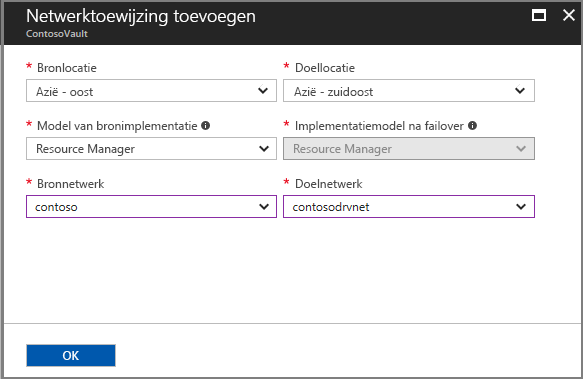 Netwerktoewijzing toevoegen
ContosoVault
* Bronlocatie
* Doellocatie
Azië - oost
Azië - zuidoost
* Model van bronimplementatie
* Implementatiemodel na failover
Resource Manager
Resource Manager
* Bronnetwerk
* Doelnetwerk
contoso
contosodrvnet
OK